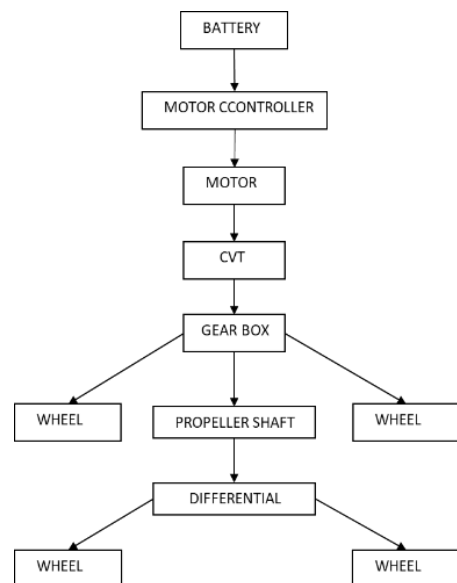 BATTERY
MOTOR CCONTROLLER
MOTOR
CVT
GEAR BOX
WHEEL
PROPELLER SHAFT
WHEEL
DIFFERENTIAL
WHEEL
WHEEL